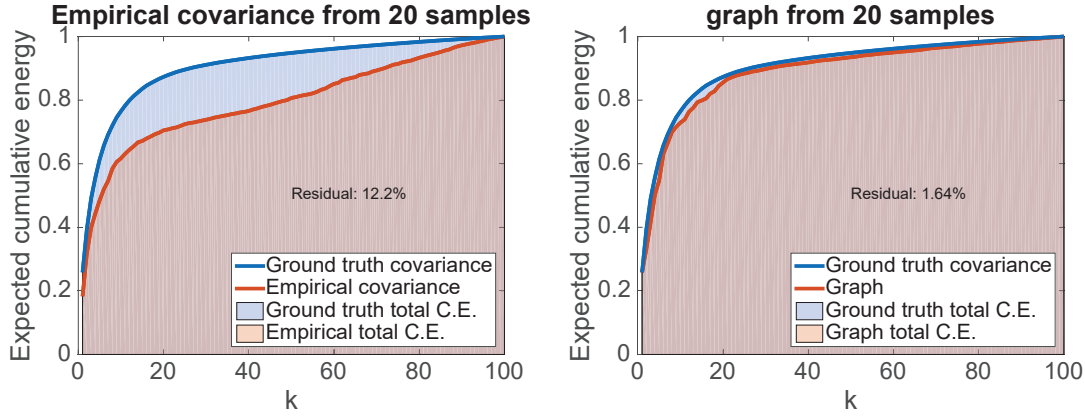 Empirical covariance from 20 samples
Expected cumulative energy
1
0.8
0.6
0.4
0.2
0
Residual: 12.2%
Ground truth covariance
Empirical covariance
Ground truth total C.E.
Empirical total C.E.
0 20 40 60 80 100
k
graph from 20 samples
Expected cumulative energy
1
0.8
0.6
0.4
0.2
0
Residual: 1.64%
Ground truth covariance
Graph
Ground truth total C.E.
Graph total C.E.
0 20 40 60 80 100
k